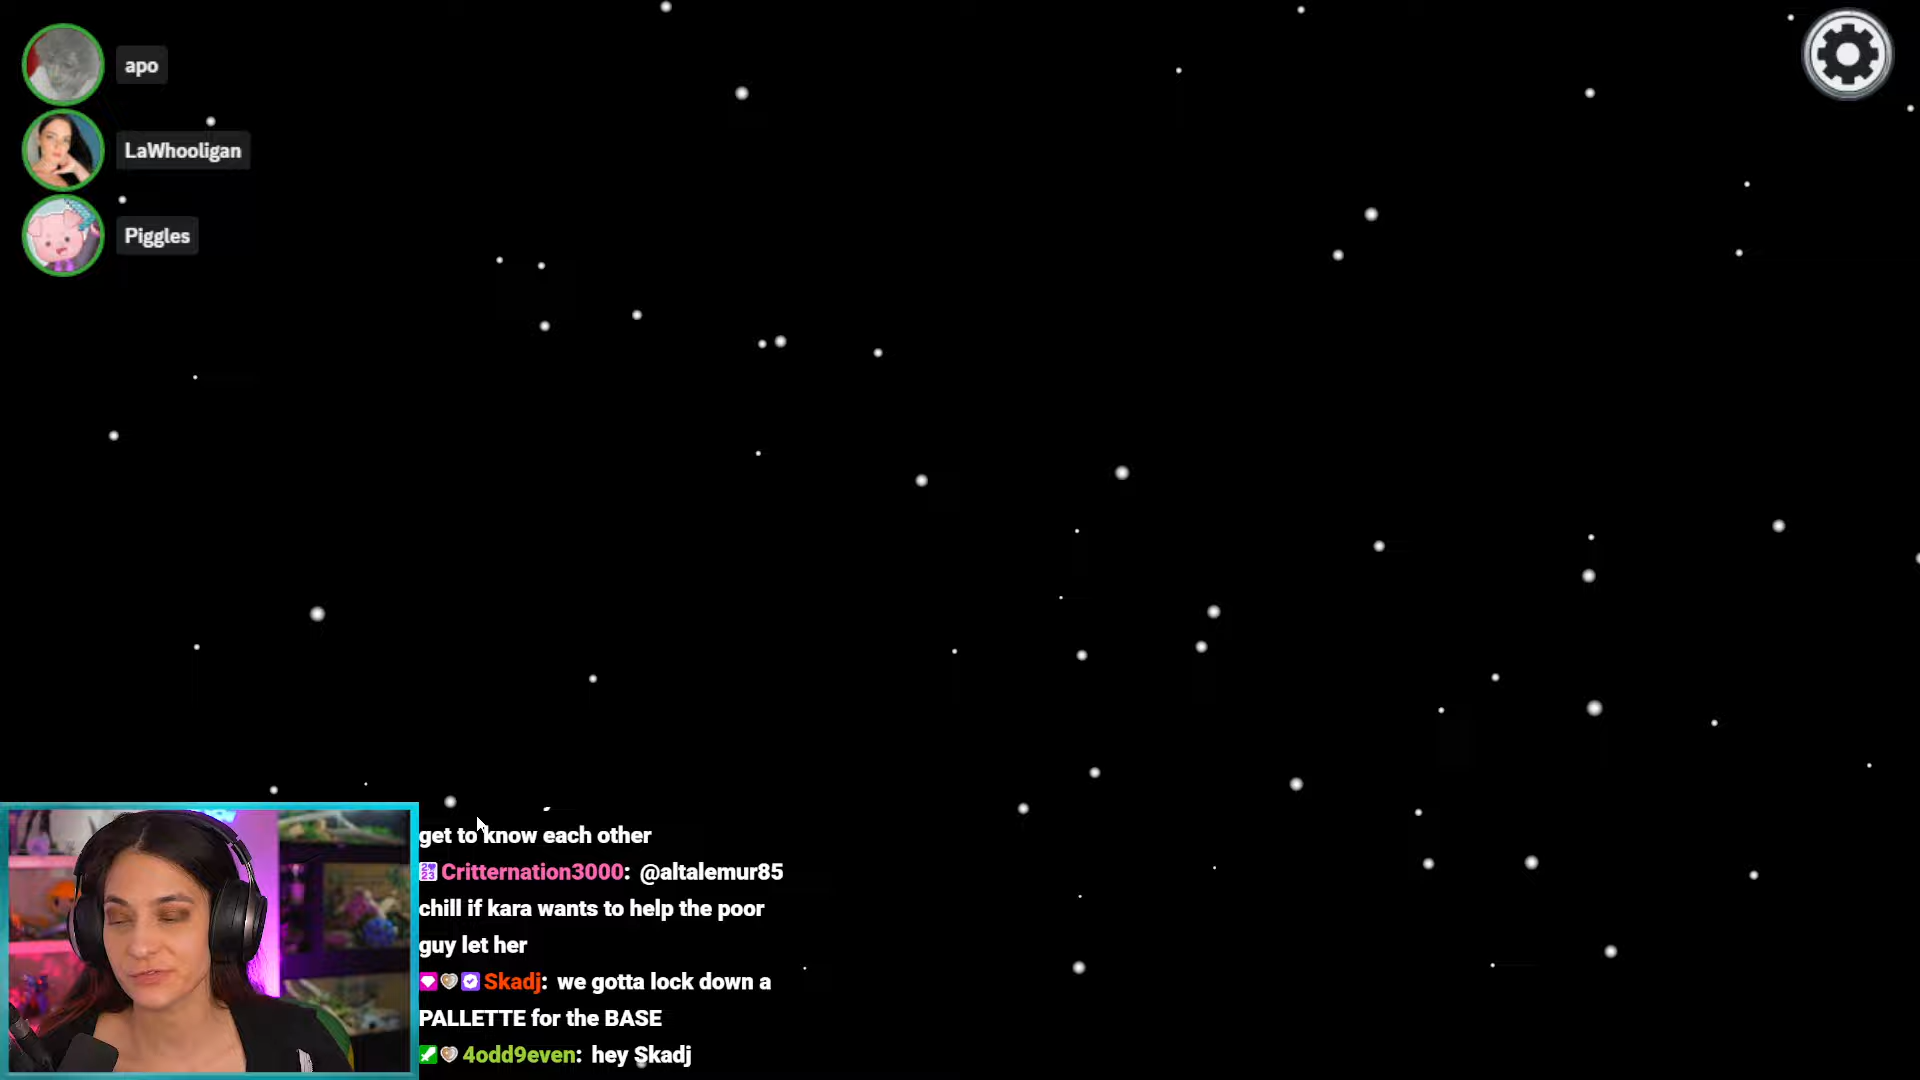 apo
LaWhooligan
Piggles
get to know each other
Critternation3000: @altalemur85
chill if kara wants to help the poor
guy let her
Skadj: we gotta lock down a
PALLETTE for the BASE
4odd9even: hey Skadj